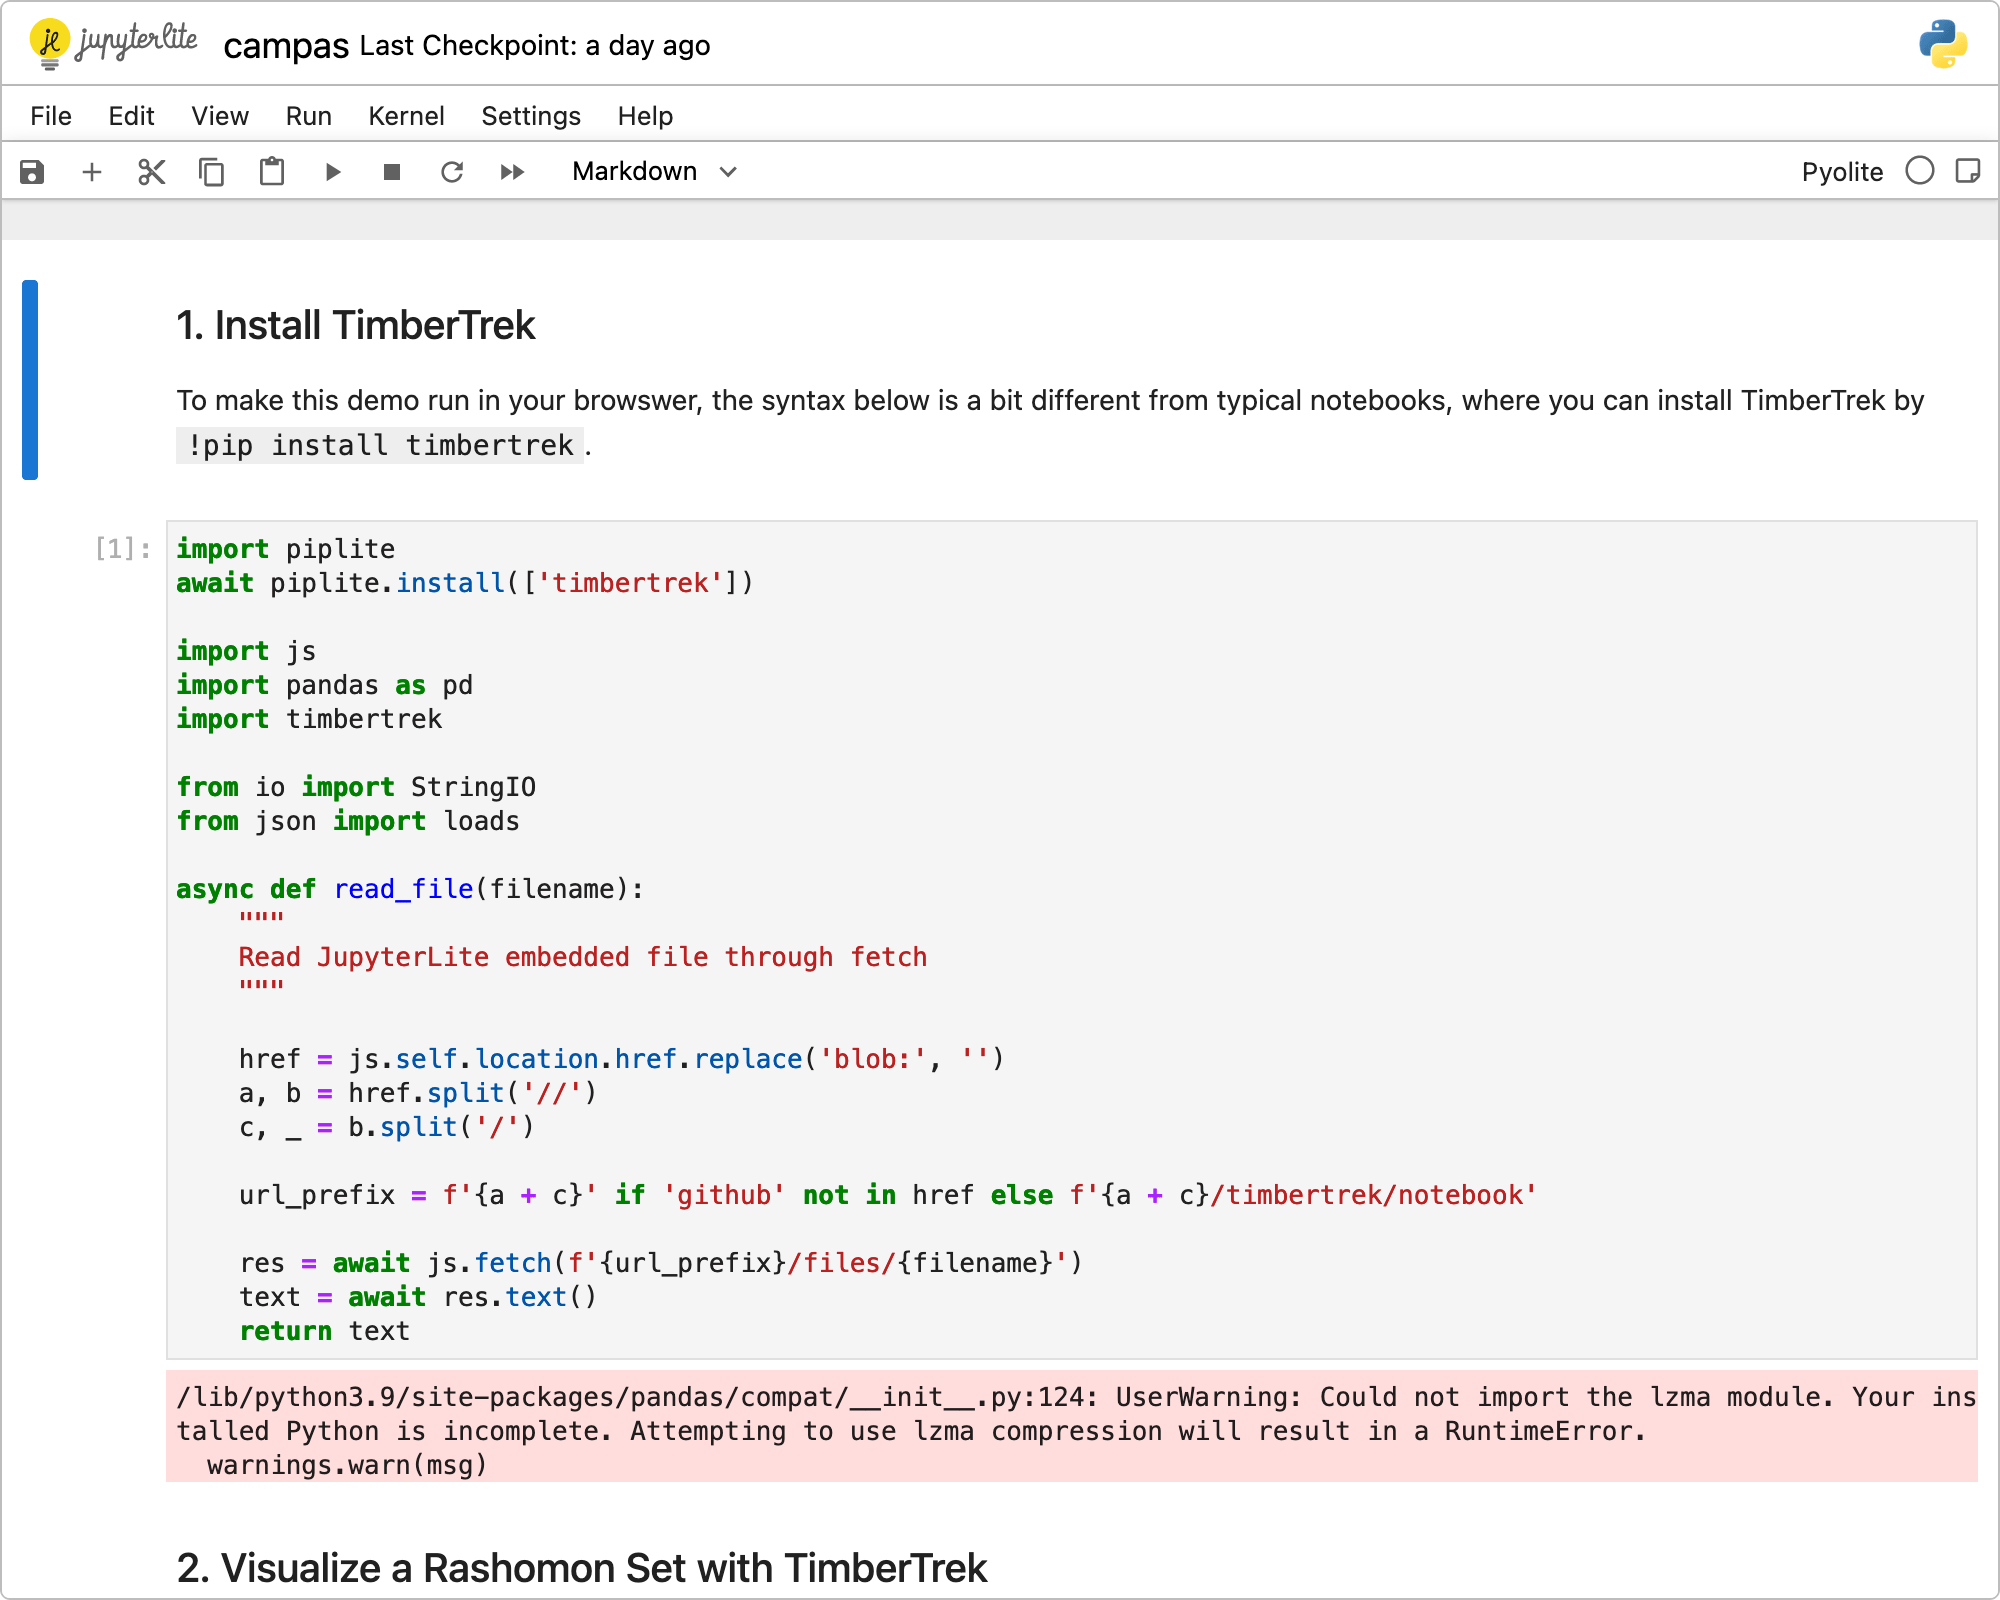 jupyterlite campas Last Checkpoint: a day ago
File Edit View Run Kernel Settings Help
Markdown Pyolite
1. Install TimberTrek
To make this demo run in your browswer, the syntax below is a bit different from typical notebooks, where you can install TimberTrek by
!pip install timbertrek.
[1]: import piplite
await piplite.install(['timbertrek'])
import js
import pandas as pd
import timbertrek
from io import StringIO
from json import loads
async def read_file(filename):
    """
    Read JupyterLite embedded file through fetch
    """
    href = js.self.location.href.replace('blob:', '')
    a, b = href.split('//')
    c, _ = b.split('/')
    url_prefix = f'{a + c}' if 'github' not in href else f'{a + c}/timbertrek/notebook'
    res = await js.fetch(f'{url_prefix}/files/{filename}')
    text = await res.text()
    return text
/lib/python3.9/site-packages/pandas/compat/__init__.py:124: UserWarning: Could not import the lzma module. Your ins
talled Python is incomplete. Attempting to use lzma compression will result in a RuntimeError.
  warnings.warn(msg)
2. Visualize a Rashomon Set with TimberTrek